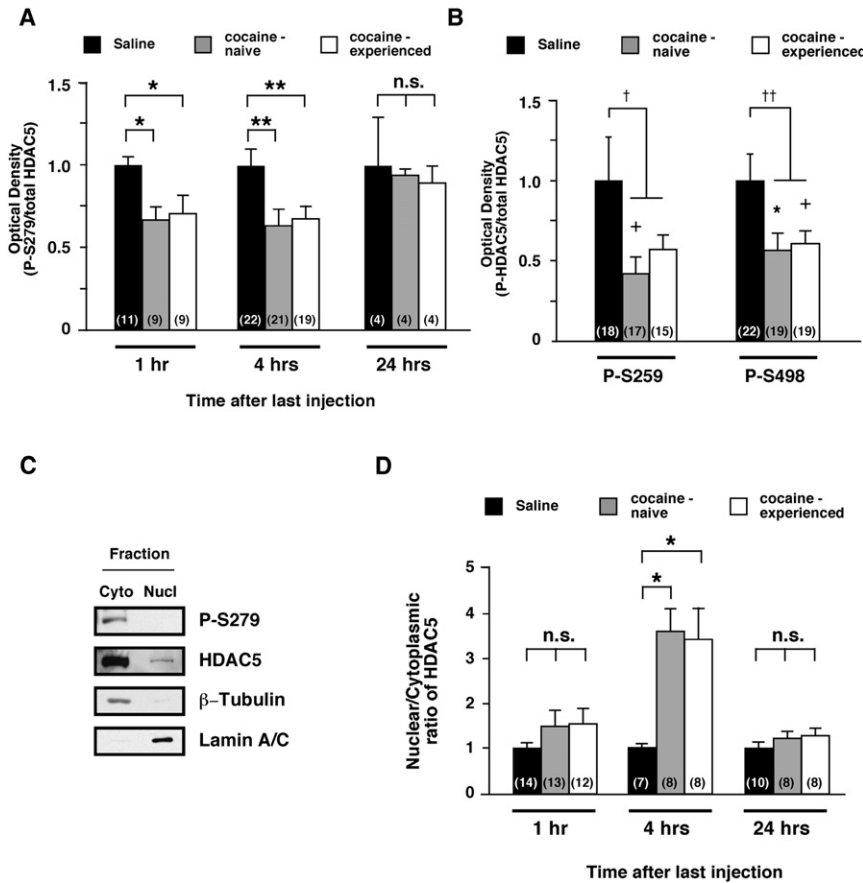 A
Saline
cocaine - naive
cocaine - experienced
Optical Density
(P-S279/total HDAC5)
1.5
1.0
0.5
0
*
*
**
**
n.s.
(11) (9) (9)
(22) (21) (19)
(4) (4) (4)
1 hr
4 hrs
24 hrs
Time after last injection
B
Saline
cocaine - naive
cocaine - experienced
Optical Density
(P-HDAC5/total HDAC5)
1.5
1.0
0.5
0
†
††
+
*
+
(18) (17) (15)
(22) (19) (19)
P-S259
P-S498
C
Fraction
Cyto Nucl
P-S279
HDAC5
β–Tubulin
Lamin A/C
D
Saline
cocaine - naive
cocaine - experienced
Nuclear/Cytoplasmic
ratio of HDAC5
5
4
3
2
1
0
n.s.
*
*
n.s.
(14) (13) (12)
(7) (8) (8)
(10) (8) (8)
1 hr
4 hrs
24 hrs
Time after last injection